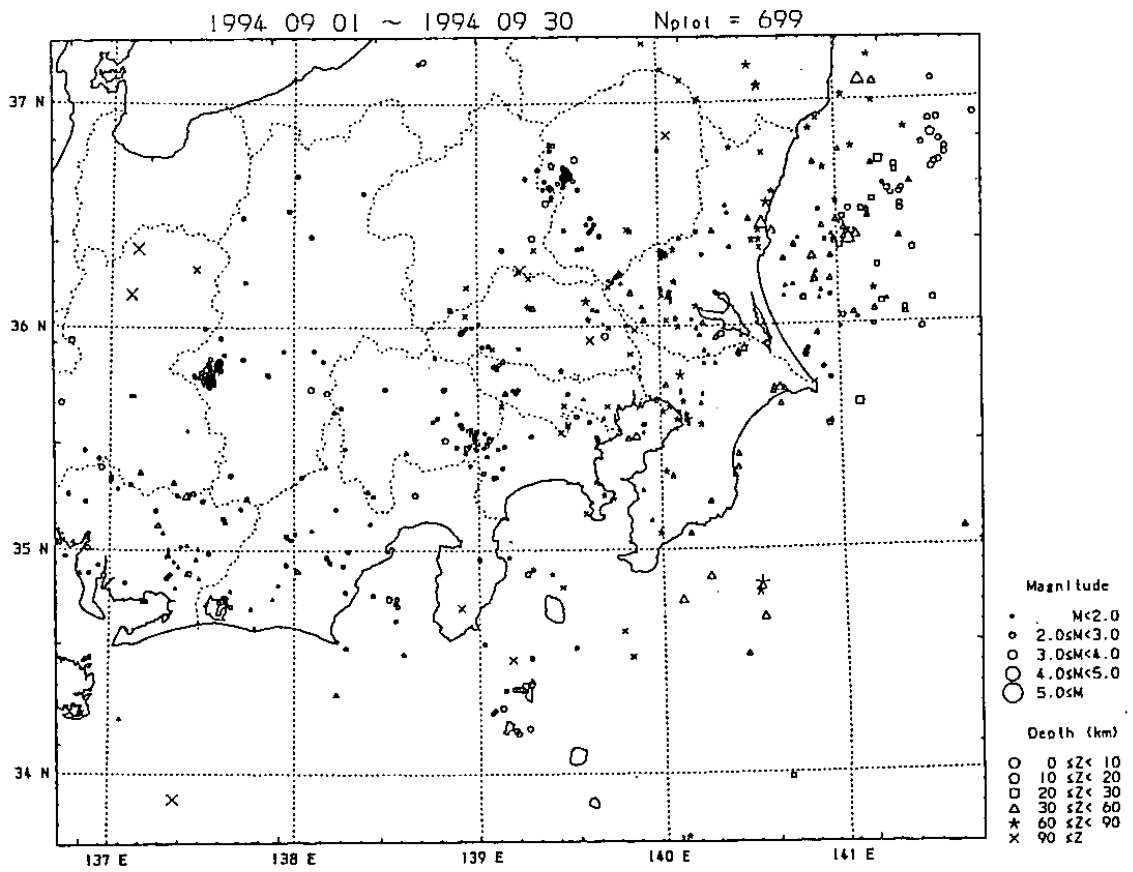 1994 09 01 ~ 1994 09 30 Nplot = 699
37 N
36 N
35 N
34 N
137 E 138 E 139 E 140 E 141 E
Magnitude
M<2.0
2.0≤M<3.0
3.0≤M<4.0
4.0≤M<5.0
5.0≤M
Depth (km)
0 ≤Z< 10
10 ≤Z< 20
20 ≤Z< 30
30 ≤Z< 60
60 ≤Z< 90
90 ≤Z